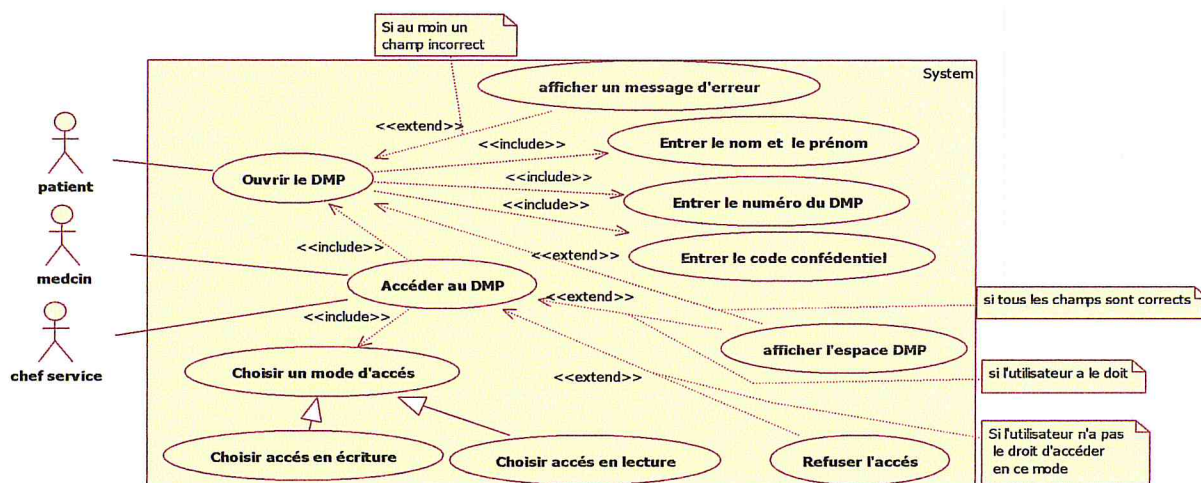 Si au moin un
champ incorrect
System
afficher un message d'erreur
<<extend>>
<<include>>
Entrer le nom et le prénom
patient
Ouvrir le DMP
<<include>>
<<include>>
Entrer le numéro du DMP
<<include>>
<<extend>>
Entrer le code confédentiel
medcin
Accéder au DMP
<<extend>>
si tous les champs sont corrects
<<include>>
afficher l'espace DMP
chef service
Choisir un mode d'accés
<<extend>>
si l'utilisateur a le doit
Choisir accés en écriture
Choisir accés en lecture
Refuser l'accés
Si l'utilisateur n'a pas
le droit d'accéder
en ce mode